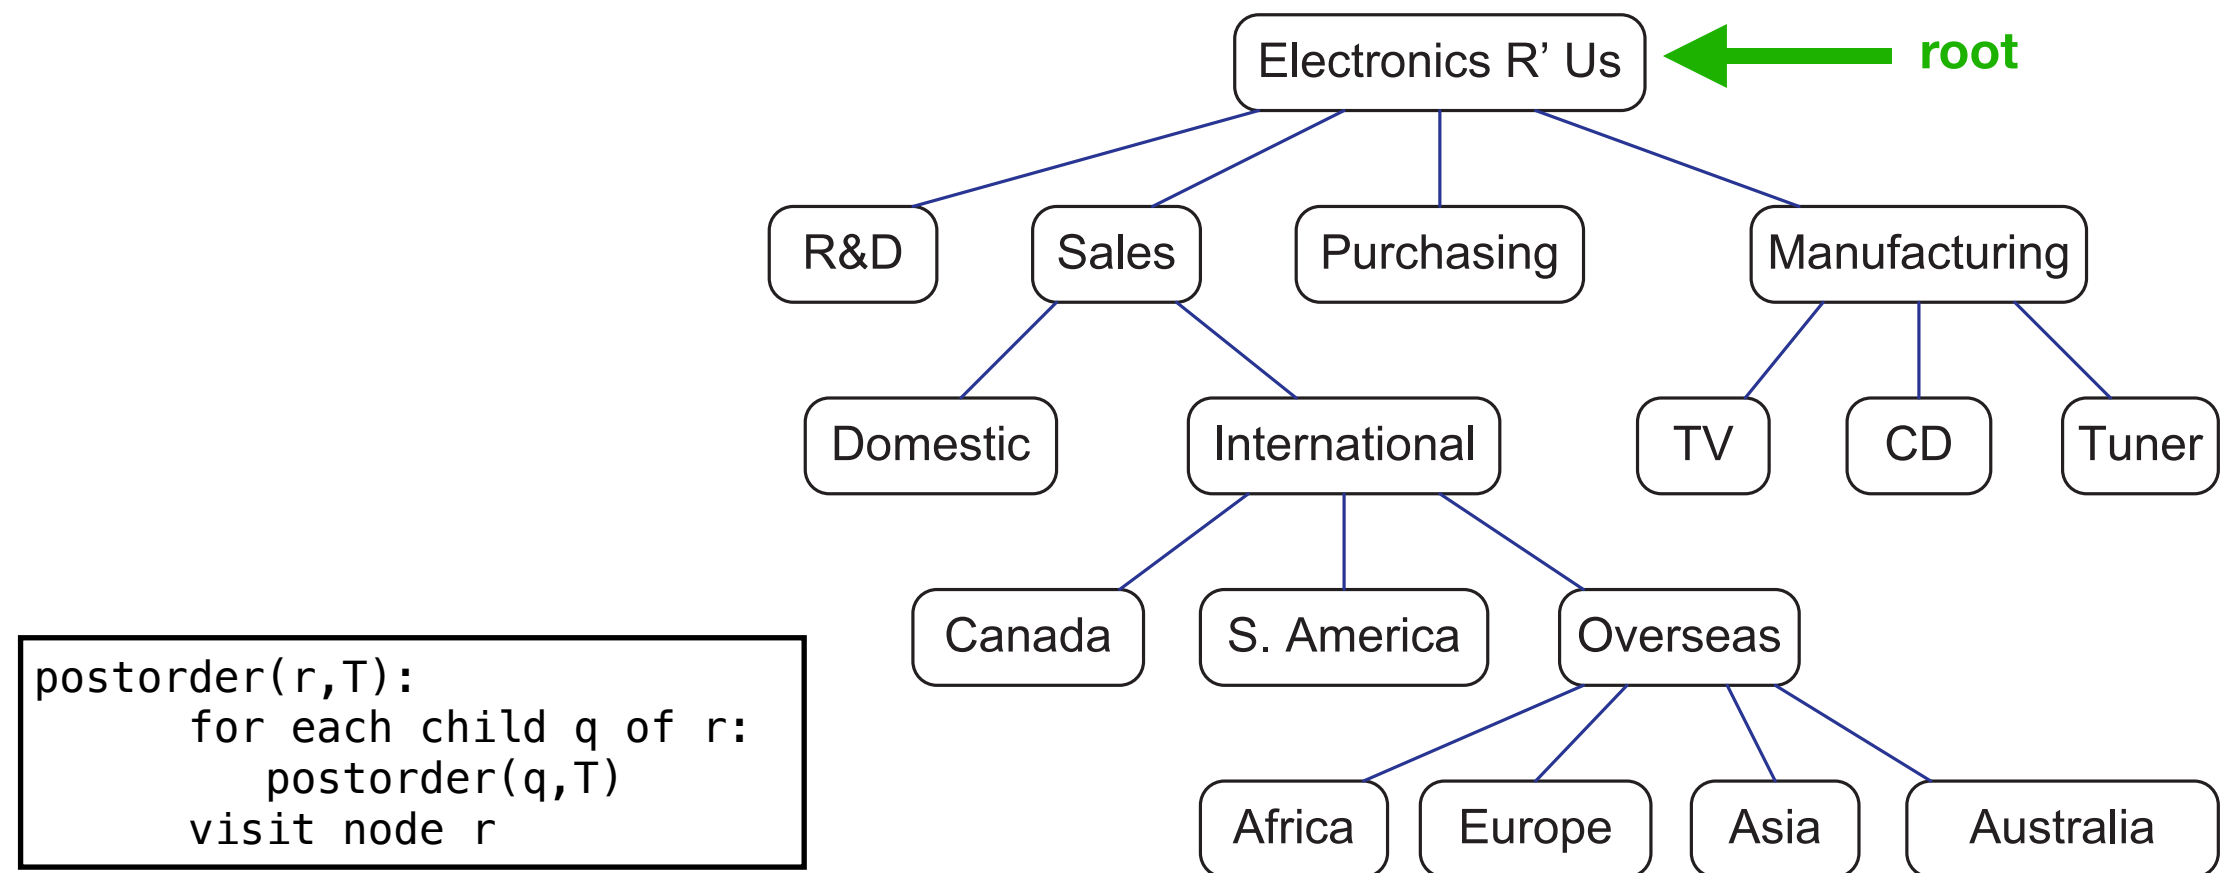 Electronics R’ Us
root
R&D
Sales
Purchasing
Manufacturing
Domestic
International
TV
CD
Tuner
Canada
S. America
Overseas
Africa
Europe
Asia
Australia
postorder(r,T):
      for each child q of r:
         postorder(q,T)
      visit node r